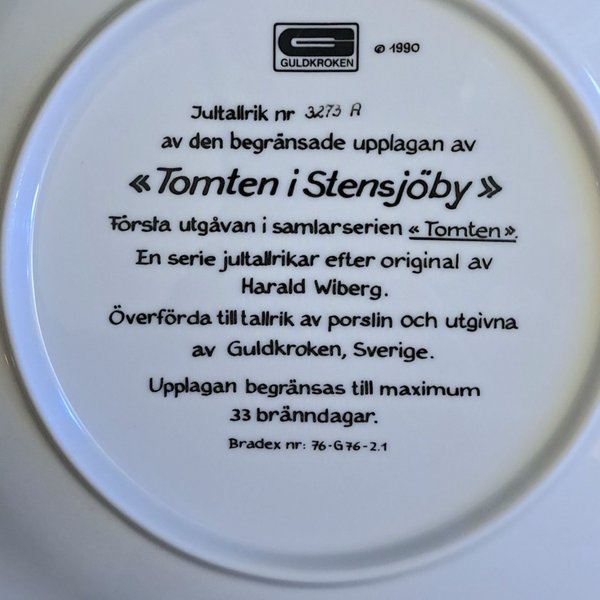 GULDKROKEN
© 1990
Jultallrik nr 3273 A
av den begränsade upplagan av
«Tomten i Stensjöby»
Första utgåvan i samlarserien «Tomten».
En serie jultallrikar efter original av
Harald Wiberg.
Överförda till tallrik av porslin och utgivna
av Guldkroken, Sverige.
Upplagan begränsas till maximum
33 bränndagar.
Bradex nr: 76-G76-2.1